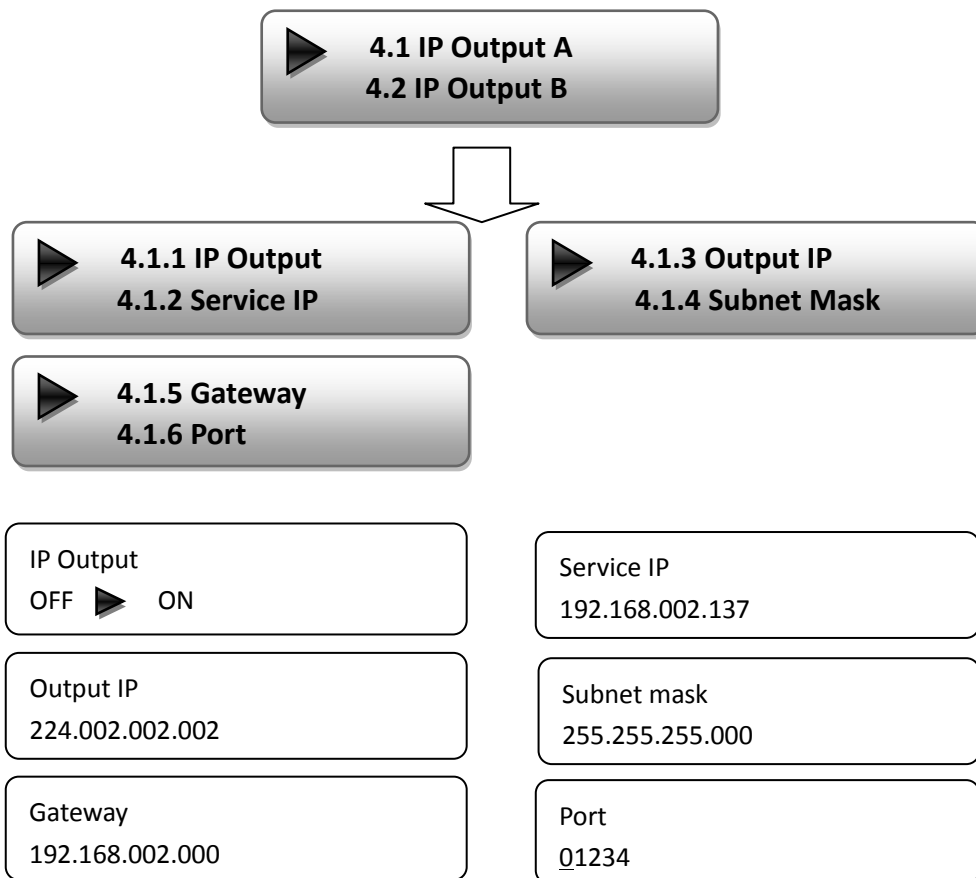 4.1 IP Output A
4.2 IP Output B
4.1.1 IP Output
4.1.2 Service IP
4.1.3 Output IP
4.1.4 Subnet Mask
4.1.5 Gateway
4.1.6 Port
IP Output
OFF ON
Service IP
192.168.002.137
Output IP
224.002.002.002
Subnet mask
255.255.255.000
Gateway
192.168.002.000
Port
01234